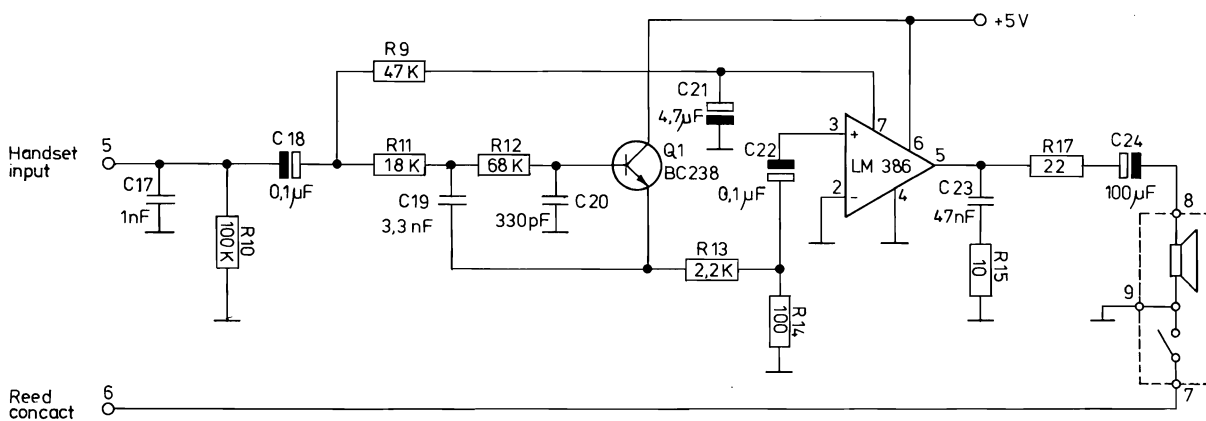 +5V
R9
47K
C21
4,7µF
7
Handset
input
5
C18
0,1µF
R11
18K
R12
68K
Q1
BC238
C22
0,1µF
3
+
LM 386
2
-
6
5
4
R17
22
C24
100µF
C17
1nF
R10
100K
C19
3,3nF
330pF
C20
C23
47nF
8
R13
2,2K
R14
100
R15
10
9
7
Reed
concact
6